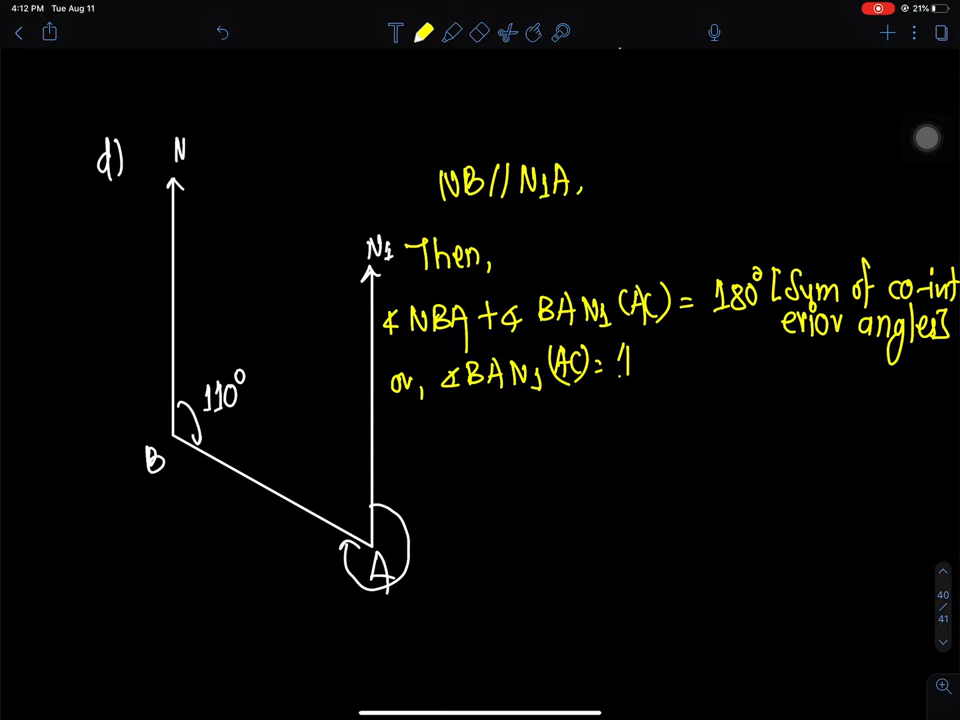 4:12 PM Tue Aug 11
21%
T
d)
N
NB//N1A,
N1
Then,
∢NBA+∢BAN1(AC)=180°[Sym of co-int
erior angles]
or, ∢BAN1(AC)=1
110°
B
A
40
/
41